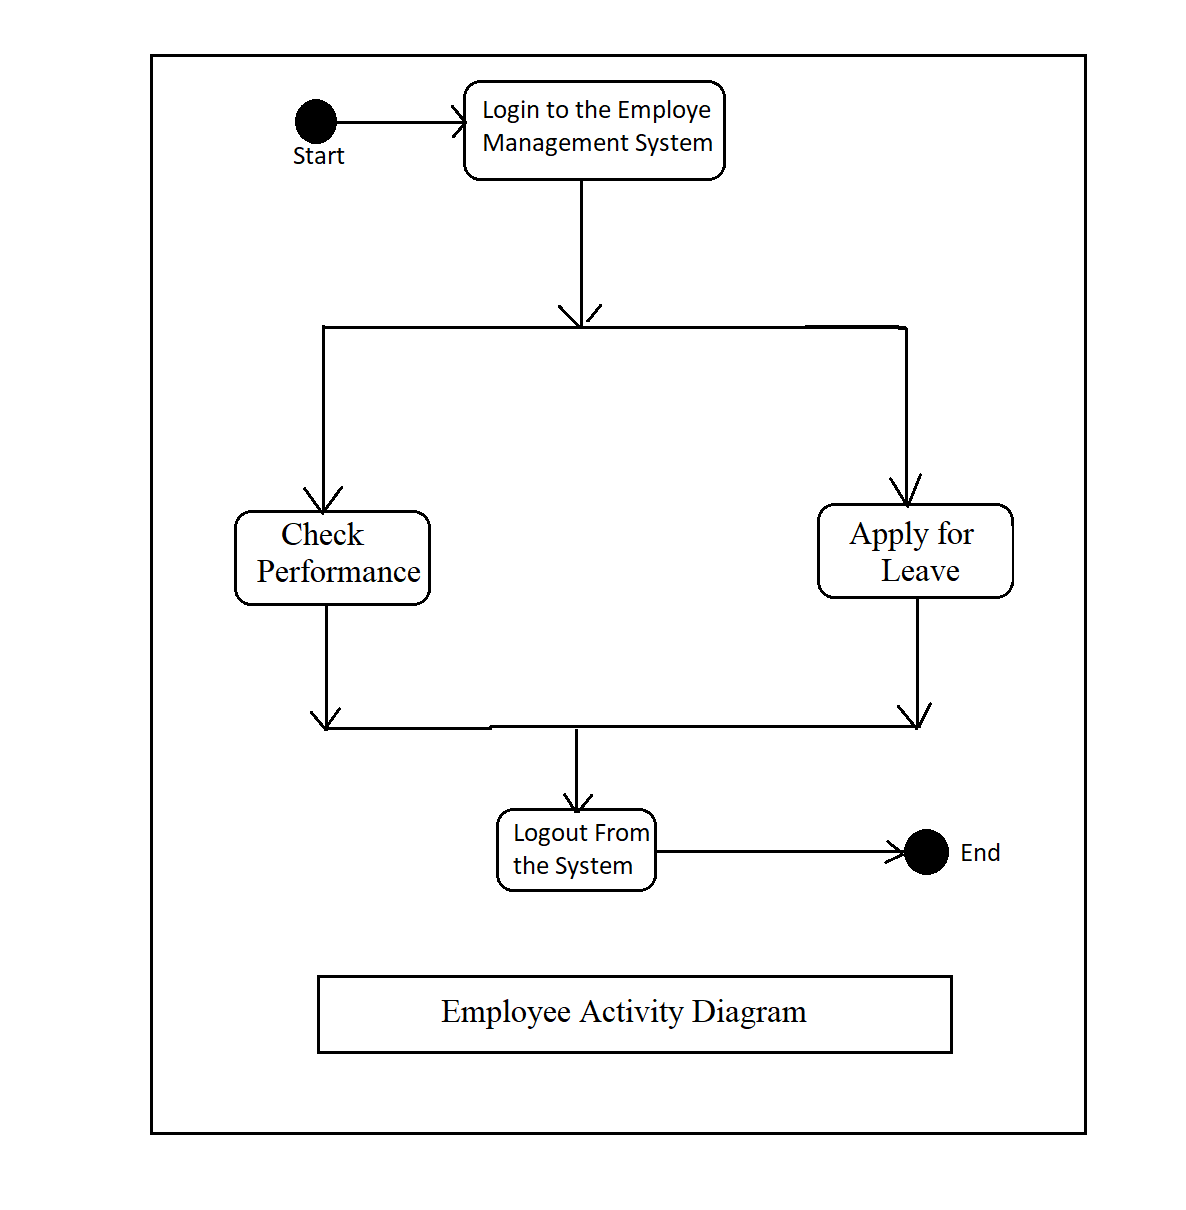 Login to the Employe
Management System
Start
Check
Performance
Apply for
Leave
Logout From
the System
End
Employee Activity Diagram